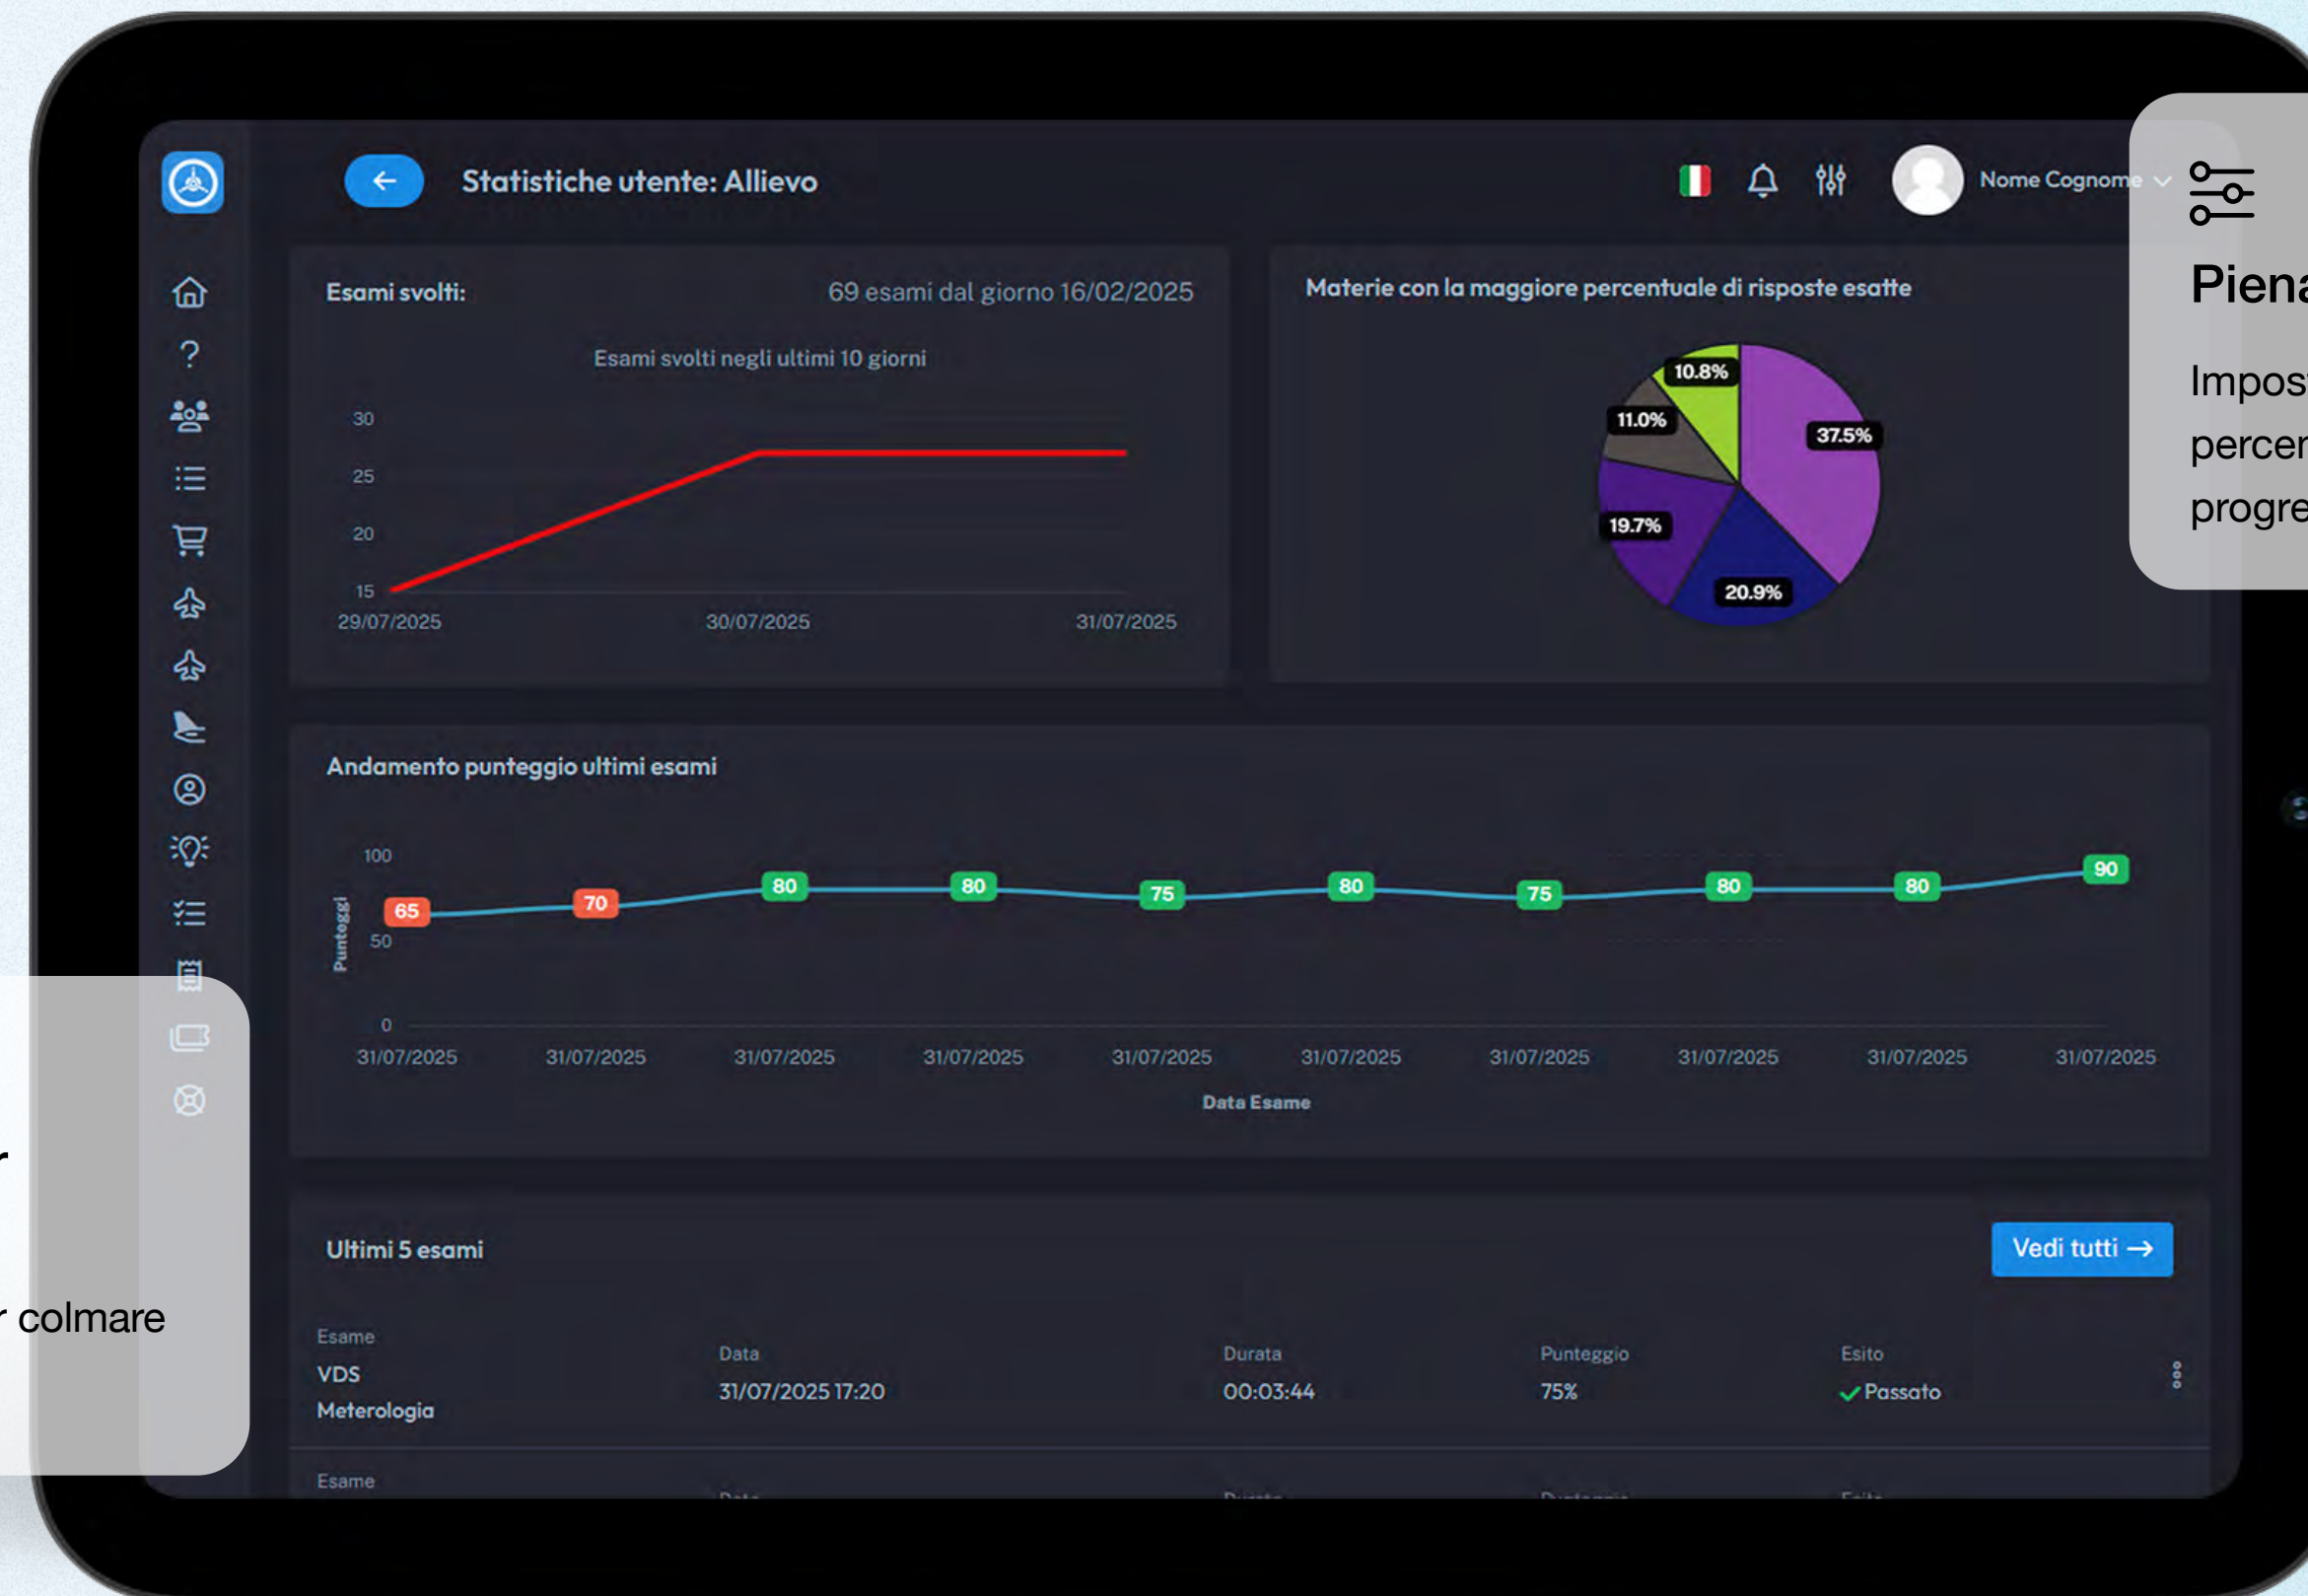 Statistiche utente: Allievo
Nome Cognome
Esami svolti:
69 esami dal giorno 16/02/2025
Esami svolti negli ultimi 10 giorni
30
25
20
15
29/07/2025 30/07/2025 31/07/2025
Materie con la maggiore percentuale di risposte esatte
10.8%
11.0%
37.5%
19.7%
20.9%
Andamento punteggio ultimi esami
Punteggi
100
50
0
65 70 80 80 75 80 75 80 80 90
31/07/2025 31/07/2025 31/07/2025 31/07/2025 31/07/2025 31/07/2025 31/07/2025 31/07/2025 31/07/2025 31/07/2025
Data Esame
Ultimi 5 esami
Vedi tutti
Esame
VDS
Meterologia
Data
31/07/2025 17:20
Durata
00:03:44
Punteggio
75%
Esito
Passato
Esame
colmare